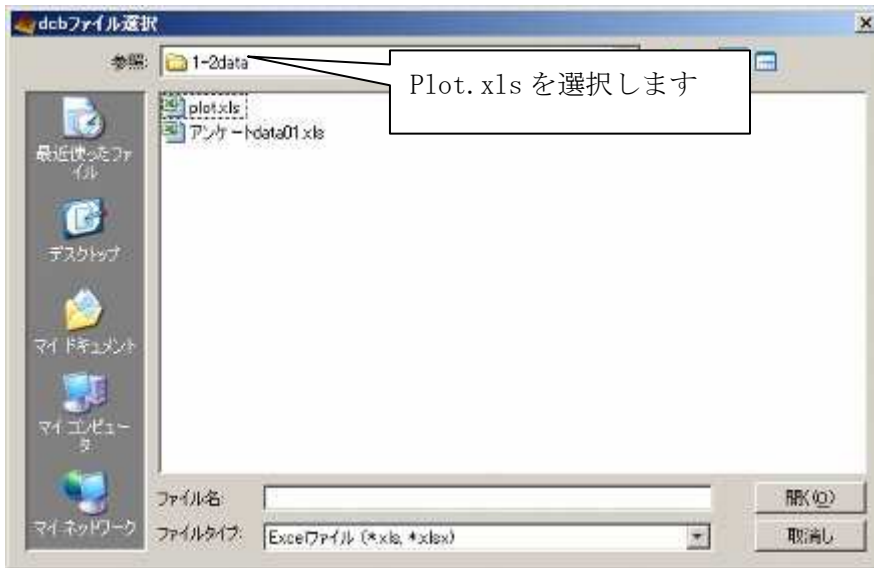 dcbファイル選択
参照:
1-2data
Plot.xls を選択します
plot.xls
アンケートdata01.xls
最近使ったファ
イル
デスクトップ
マイ ドキュメント
マイ コンピュー
タ
マイ ネットワーク
ファイル名
ファイルタイプ:
Excelファイル (*.xls, *.xlsx)
開く(O)
取消し